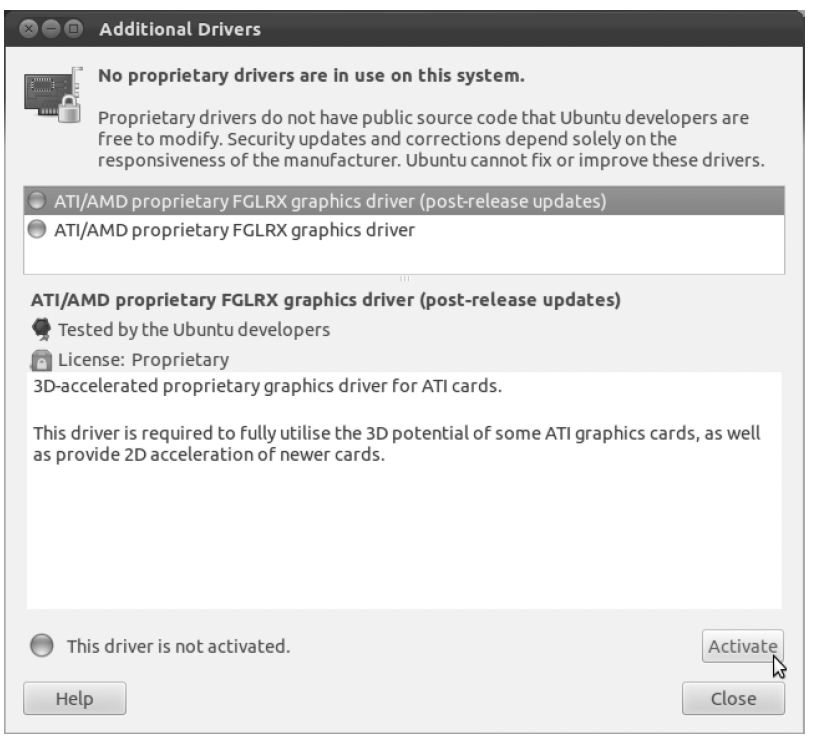 Additional Drivers
No proprietary drivers are in use on this system.
Proprietary drivers do not have public source code that Ubuntu developers are
free to modify. Security updates and corrections depend solely on the
responsiveness of the manufacturer. Ubuntu cannot fix or improve these drivers.
ATI/AMD proprietary FGLRX graphics driver (post-release updates)
ATI/AMD proprietary FGLRX graphics driver
ATI/AMD proprietary FGLRX graphics driver (post-release updates)
Tested by the Ubuntu developers
License: Proprietary
3D-accelerated proprietary graphics driver for ATI cards.
This driver is required to fully utilise the 3D potential of some ATI graphics cards, as well
as provide 2D acceleration of newer cards.
This driver is not activated.
Activate
Help
Close